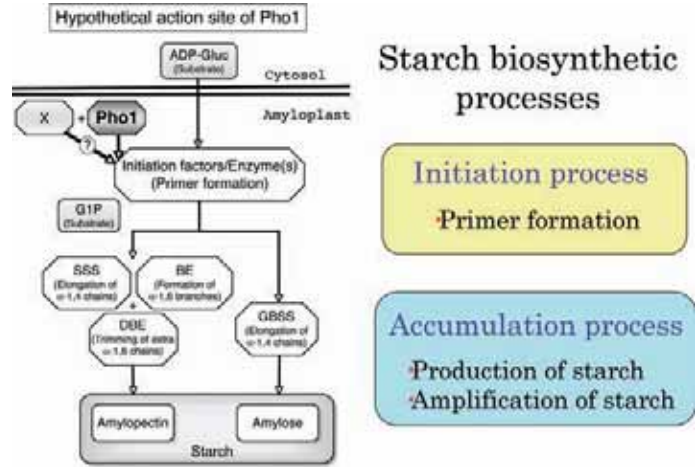 Hypothetical action site of Pho1
ADP-Gluc
(Substrate)
Cytosol
Amyloplast
X + Pho1
?
Initiation factors/Enzyme(s)
(Primer formation)
G1P
(Substrate)
SSS
(Elongation of
α-1,4 chains)
BE
(Formation of
α-1,6 branches)
+
DBE
(Trimming of extra
α-1,6 chains)
GBSS
(Elongation of
α-1,4 chains)
Amylopectin
Amylose
Starch
Starch biosynthetic
processes
Initiation process
•Primer formation
Accumulation process
•Production of starch
•Amplification of starch